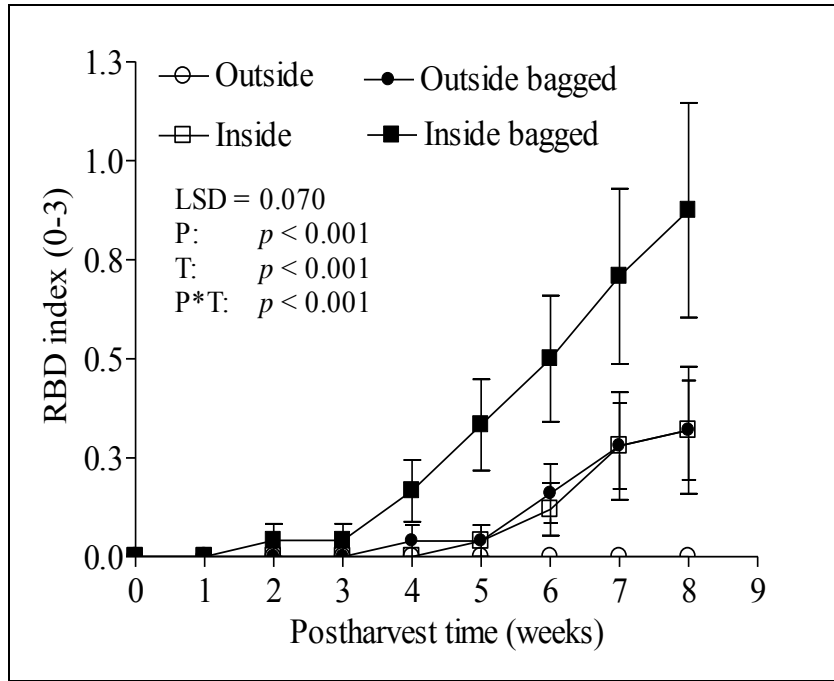 1.3
1.0
0.8
0.5
0.3
0.0
RBD index (0-3)
Outside
Outside bagged
Inside
Inside bagged
LSD = 0.070
P: p < 0.001
T: p < 0.001
P*T: p < 0.001
0 1 2 3 4 5 6 7 8 9
Postharvest time (weeks)